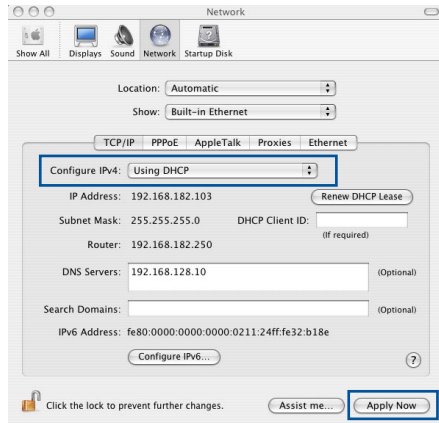 Network
Show All Displays Sound Network Startup Disk
Location: Automatic
Show: Built-in Ethernet
TCP/IP PPPoE AppleTalk Proxies Ethernet
Configure IPv4: Using DHCP
IP Address: 192.168.182.103 Renew DHCP Lease
Subnet Mask: 255.255.255.0 DHCP Client ID:
(If required)
Router: 192.168.182.250
DNS Servers: 192.168.128.10 (Optional)
Search Domains: (Optional)
IPv6 Address: fe80:0000:0000:0000:0211:24ff:fe32:b18e
Configure IPv6... ?
Click the lock to prevent further changes. Assist me... Apply Now